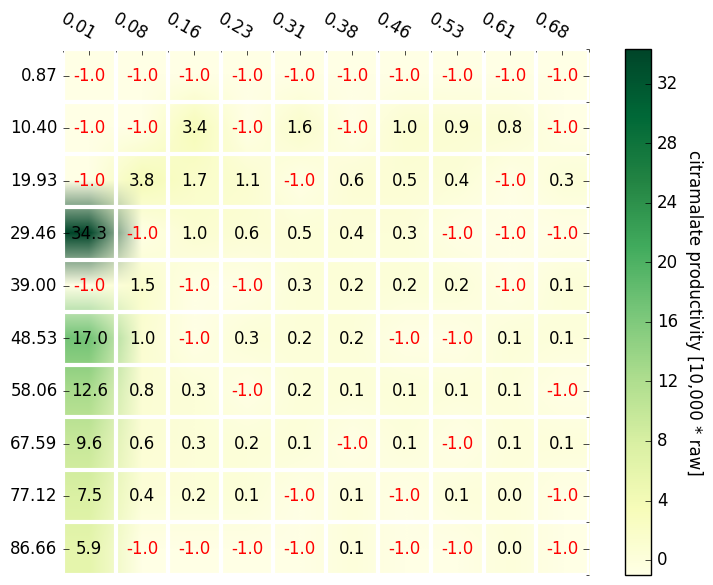 0.01 0.08 0.16 0.23 0.31 0.38 0.46 0.53 0.61 0.68
0.87 -1.0 -1.0 -1.0 -1.0 -1.0 -1.0 -1.0 -1.0 -1.0 -1.0
10.40 -1.0 -1.0 3.4 -1.0 1.6 -1.0 1.0 0.9 0.8 -1.0
19.93 -1.0 3.8 1.7 1.1 -1.0 0.6 0.5 0.4 -1.0 0.3
29.46 34.3 -1.0 1.0 0.6 0.5 0.4 0.3 -1.0 -1.0 -1.0
39.00 -1.0 1.5 -1.0 -1.0 0.3 0.2 0.2 0.2 -1.0 0.1
48.53 17.0 1.0 -1.0 0.3 0.2 0.2 -1.0 -1.0 0.1 0.1
58.06 12.6 0.8 0.3 -1.0 0.2 0.1 0.1 0.1 0.1 -1.0
67.59 9.6 0.6 0.3 0.2 0.1 -1.0 0.1 -1.0 0.1 0.1
77.12 7.5 0.4 0.2 0.1 -1.0 0.1 -1.0 0.1 0.0 -1.0
86.66 5.9 -1.0 -1.0 -1.0 -1.0 0.1 -1.0 -1.0 0.0 -1.0
32
28
24
20
16
12
8
4
0
citramalate productivity [10,000 * raw]